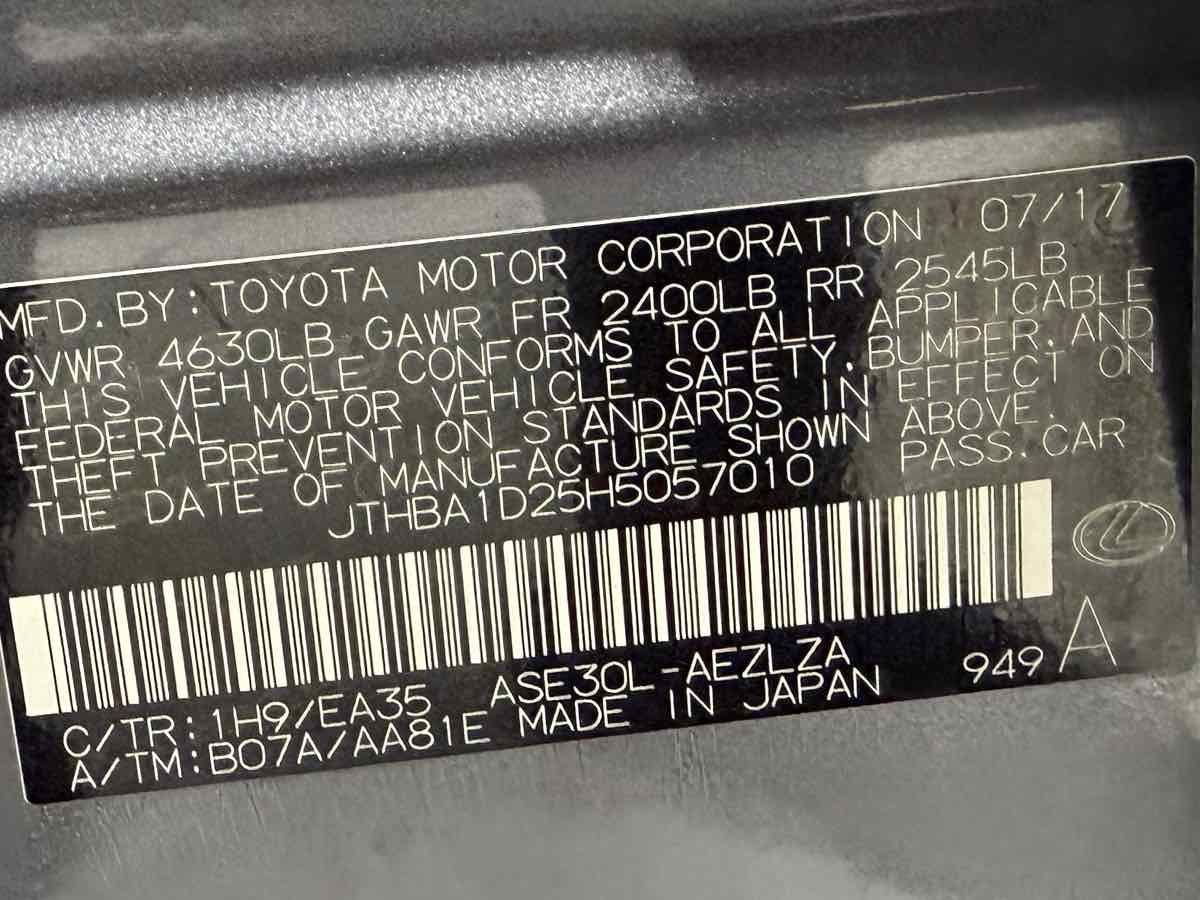 MFD. BY: TOYOTA MOTOR CORPORATION 07/17
GVWR 4630LB GAWR FR 2400LB RR 2545LB
THIS VEHICLE CONFORMS TO ALL APPLICABLE
FEDERAL MOTOR VEHICLE SAFETY, BUMPER, AND
THEFT PREVENTION STANDARDS IN EFFECT ON
THE DATE OF MANUFACTURE SHOWN ABOVE.
JTHBA1D25H5057010 PASS. CAR
C/TR: 1H9/EA35 ASE30L-AEZLZA 949 A
A/TM: B07A/AA81E MADE IN JAPAN